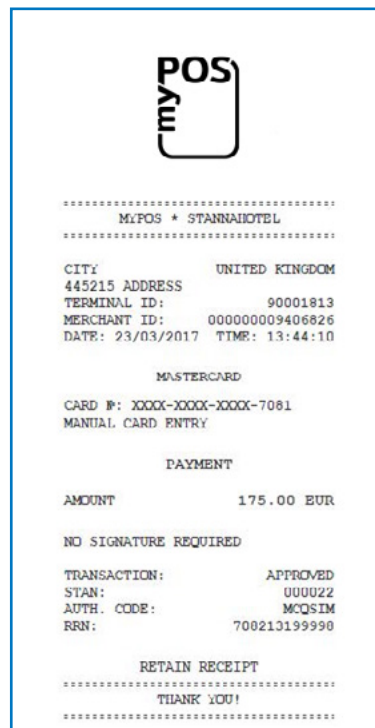 myPOS
::::::::::::::::::::::::::::::::::
MYPOS * STANNAHOTEL
::::::::::::::::::::::::::::::::::
CITY UNITED KINGDOM
445215 ADDRESS
TERMINAL ID: 90001813
MERCHANT ID: 000000009406826
DATE: 23/03/2017 TIME: 13:44:10
MASTERCARD
CARD №: XXXX-XXXX-XXXX-7081
MANUAL CARD ENTRY
PAYMENT
AMOUNT 175.00 EUR
NO SIGNATURE REQUIRED
TRANSACTION: APPROVED
STAN: 000022
AUTH. CODE: MCQSIM
RRN: 700213199990
RETAIN RECEIPT
::::::::::::::::::::::::::::::::::
THANK YOU!
::::::::::::::::::::::::::::::::::